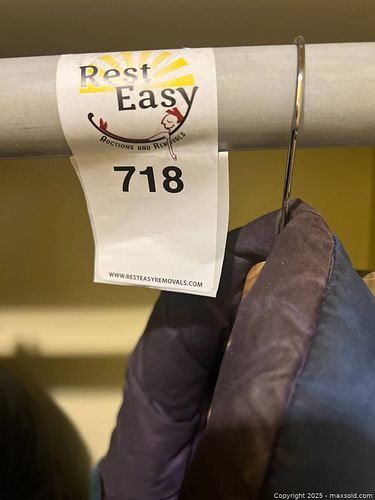 Rest
Easy
AUCTIONS AND REMOVALS
718
WWW.RESTEASYREMOVALS.COM
Copyright 2025 - maxsold.com